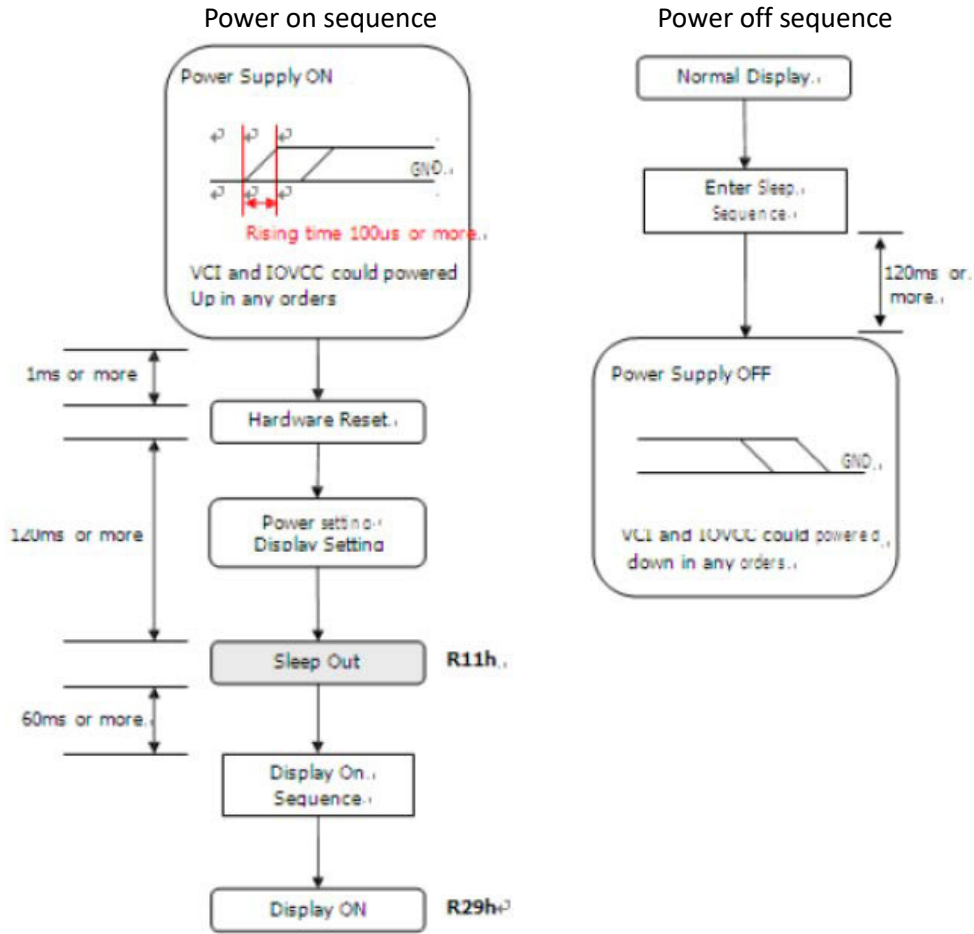 Power on sequence
Power Supply ON
GND
Rising time 100us or more
VCI and IOVCC could powered
Up in any orders
1ms or more
Hardware Reset
120ms or more
Power settin
Display Setting
Sleep Out
R11h
60ms or more
Display On
Sequence
Display ON
R29h
Power off sequence
Normal Display
Enter Sleep
Sequence
120ms or
more
Power Supply OFF
GND
VCI and IOVCC could powered
down in any orders